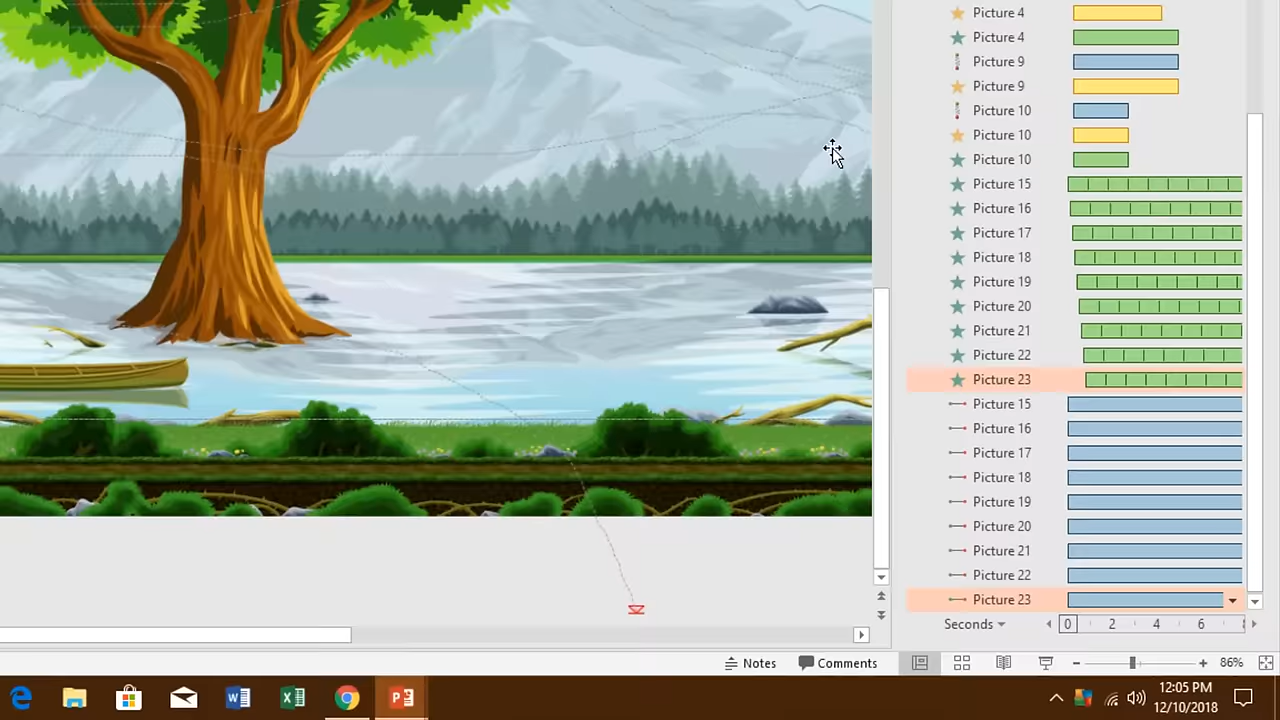 Picture 4
Picture 4
Picture 9
Picture 9
Picture 10
Picture 10
Picture 10
Picture 15
Picture 16
Picture 17
Picture 18
Picture 19
Picture 20
Picture 21
Picture 22
Picture 23
Picture 15
Picture 16
Picture 17
Picture 18
Picture 19
Picture 20
Picture 21
Picture 22
Picture 23
Seconds 0 2 4 6
Notes Comments 86%
12:05 PM
12/10/2018